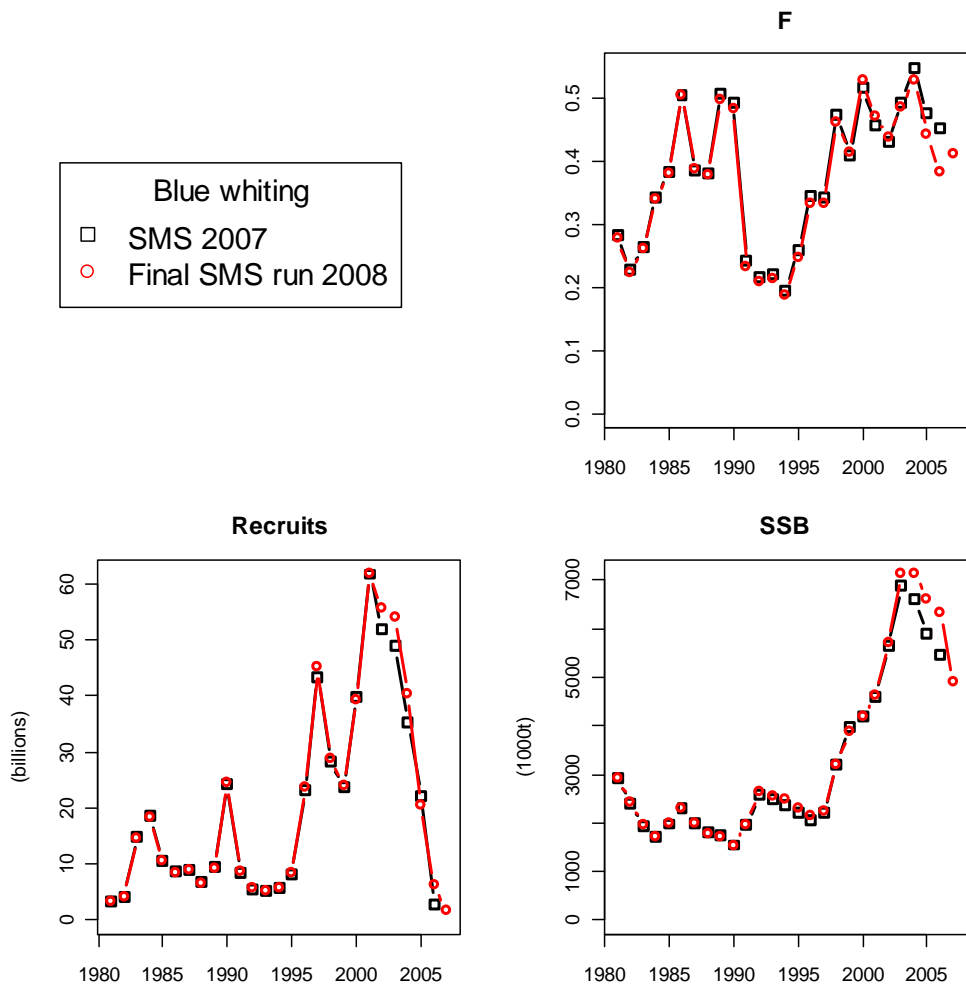 F
Blue whiting
SMS 2007
Final SMS run 2008
0.0 0.1 0.2 0.3 0.4 0.5
1980 1985 1990 1995 2000 2005
Recruits
(billions)
0 10 20 30 40 50 60
1980 1985 1990 1995 2000 2005
SSB
(1000t)
0 1000 2000 3000 5000 7000
1980 1985 1990 1995 2000 2005